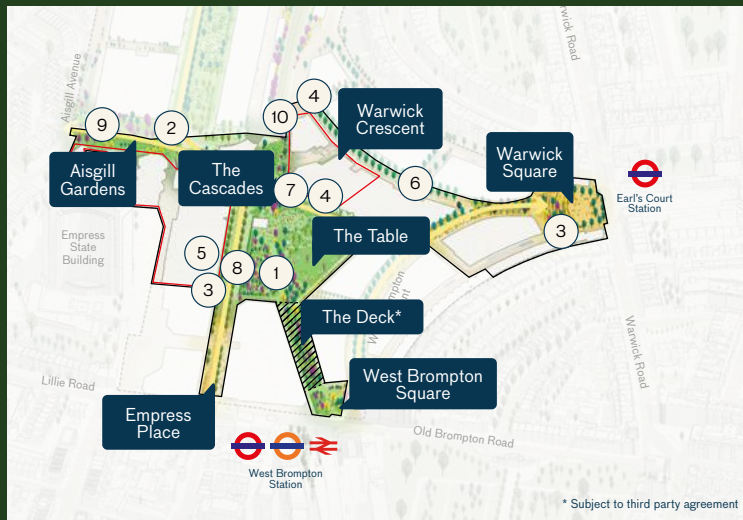 Aisgill Avenue
Warwick Road
9
2
10
4
Warwick
Crescent
Warwick
Square
Earl's Court
Station
Aisgill
Gardens
The
Cascades
7
4
6
3
Empress
State
Building
5
8
1
3
The Table
The Deck*
West Brompton
Square
Warwick Road
Lillie Road
Empress
Place
Old Brompton Road
West Brompton
Station
* Subject to third party agreement